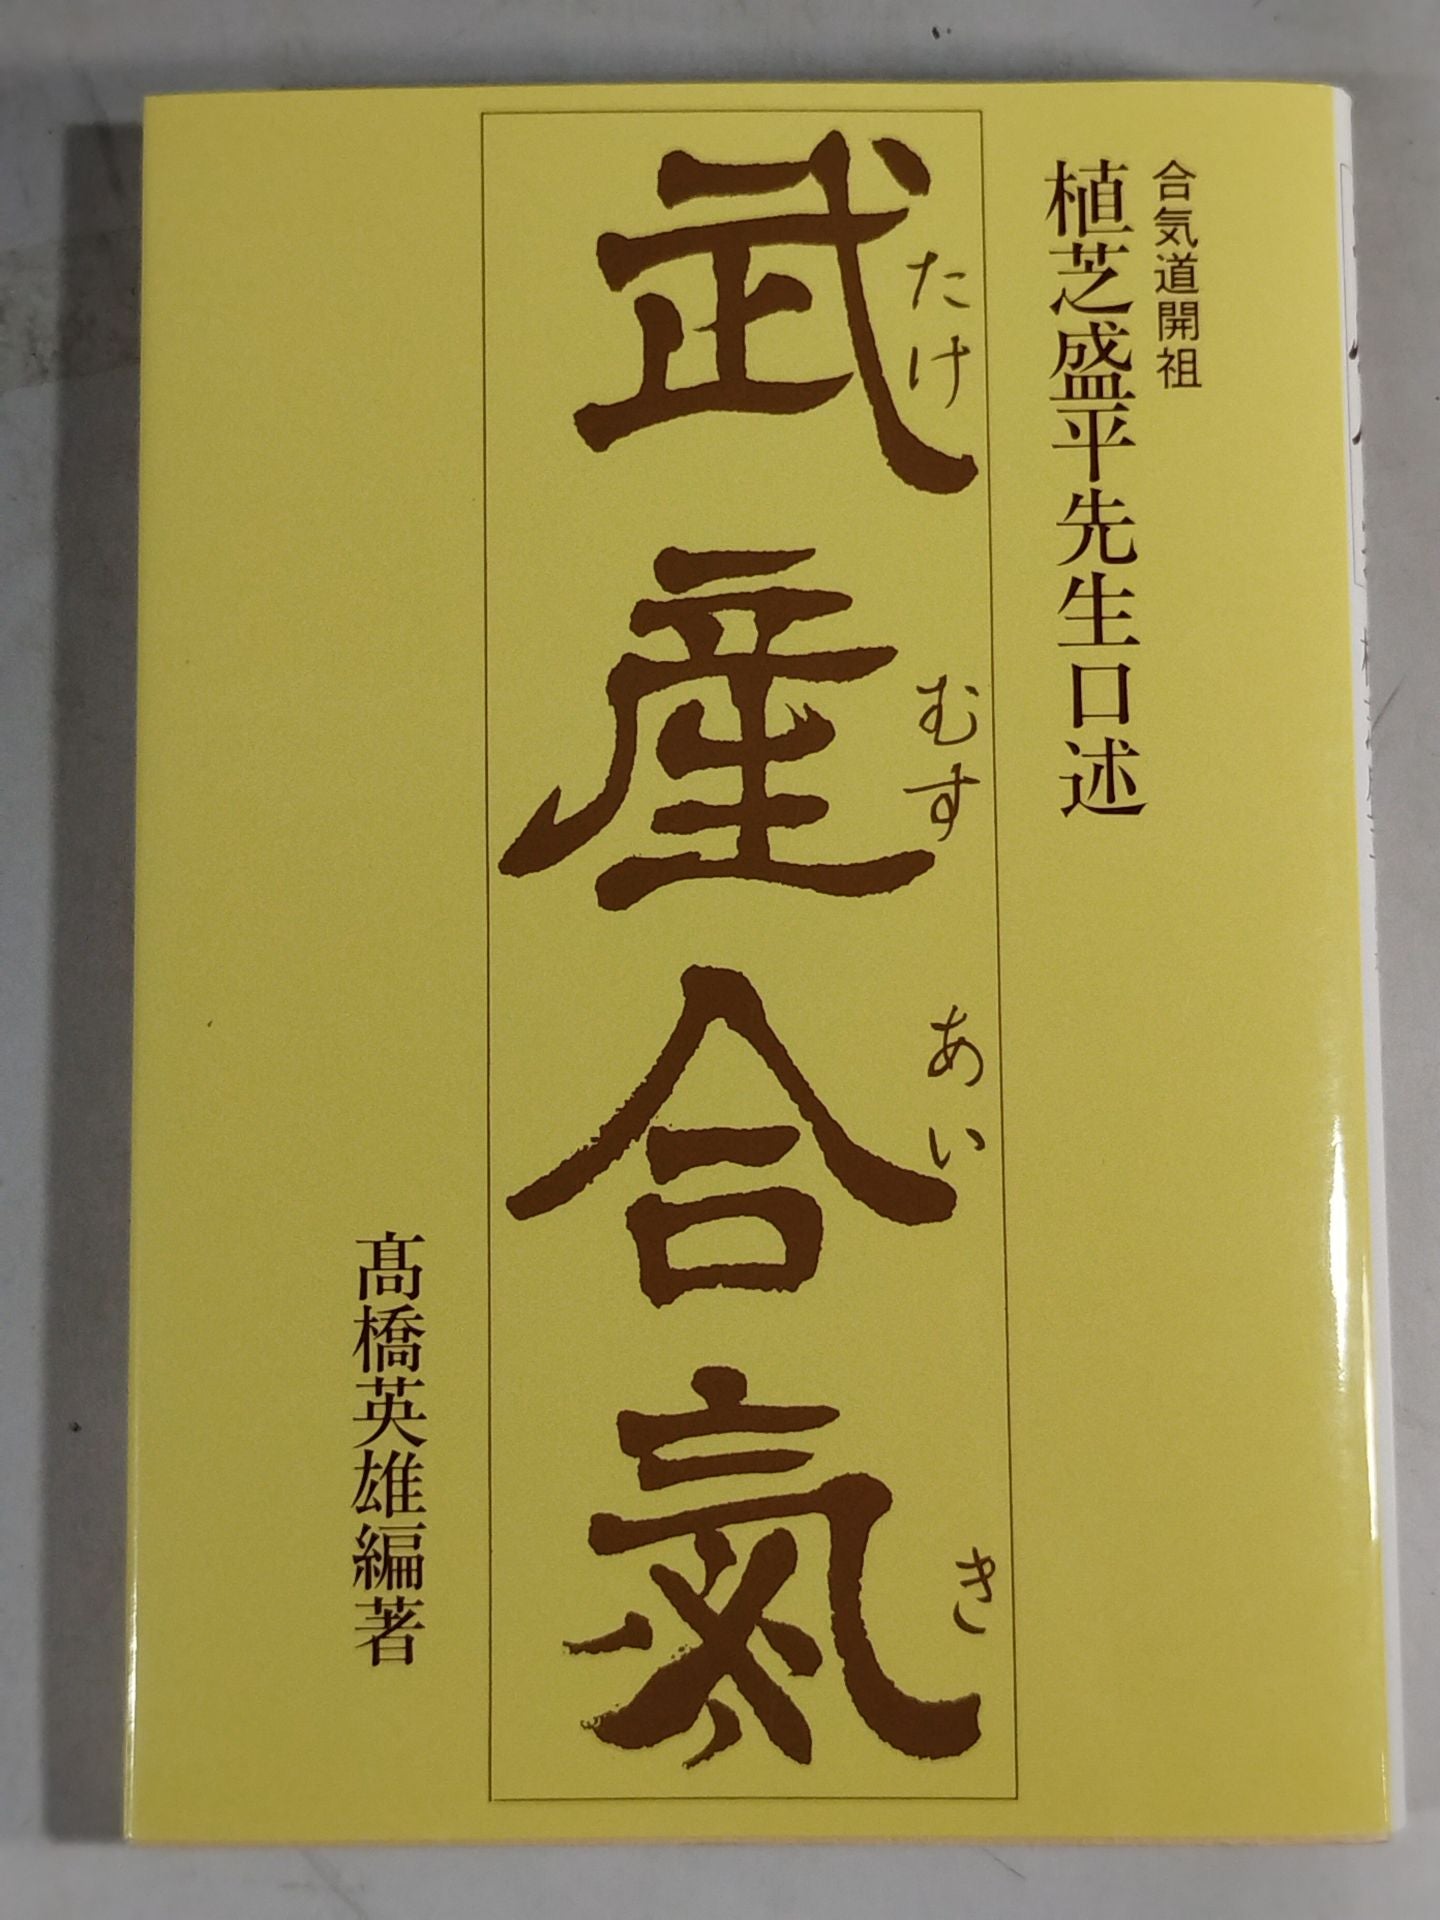 合気道開祖
植芝盛平先生口述
武産合氣
たけ むす あい き
髙橋英雄編著